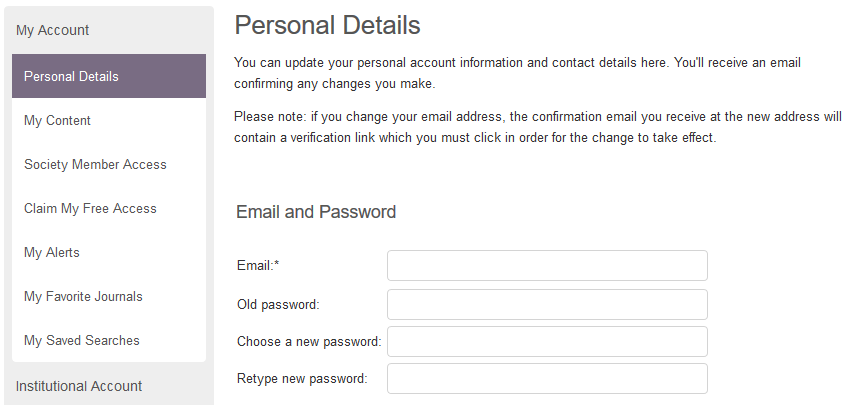 My Account
Personal Details
My Content
Society Member Access
Claim My Free Access
My Alerts
My Favorite Journals
My Saved Searches
Institutional Account
Personal Details
You can update your personal account information and contact details here. You'll receive an email
confirming any changes you make.
Please note: if you change your email address, the confirmation email you receive at the new address will
contain a verification link which you must click in order for the change to take effect.
Email and Password
Email:*
Old password:
Choose a new password:
Retype new password: